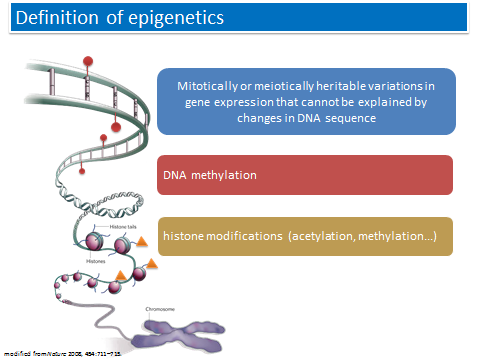 Definition of epigenetics
Mitotically or meiotically heritable variations in
gene expression that cannot be explained by
changes in DNA sequence
DNA methylation
histone modifications (acetylation, methylation...)
Histone tails
Histones
Chromosome
modified from Nature 2008, 454:711-715